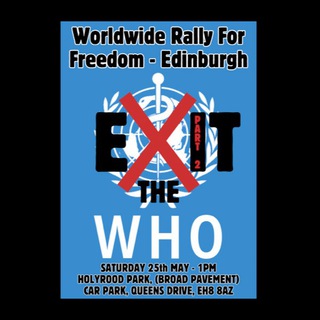 Worldwide Rally For
Freedom - Edinburgh
EXIT
PART 2
THE
WHO
SATURDAY 25th MAY - 1PM
HOLYROOD PARK, (BROAD PAVEMENT)
CAR PARK, QUEENS DRIVE, EH8 8AZ